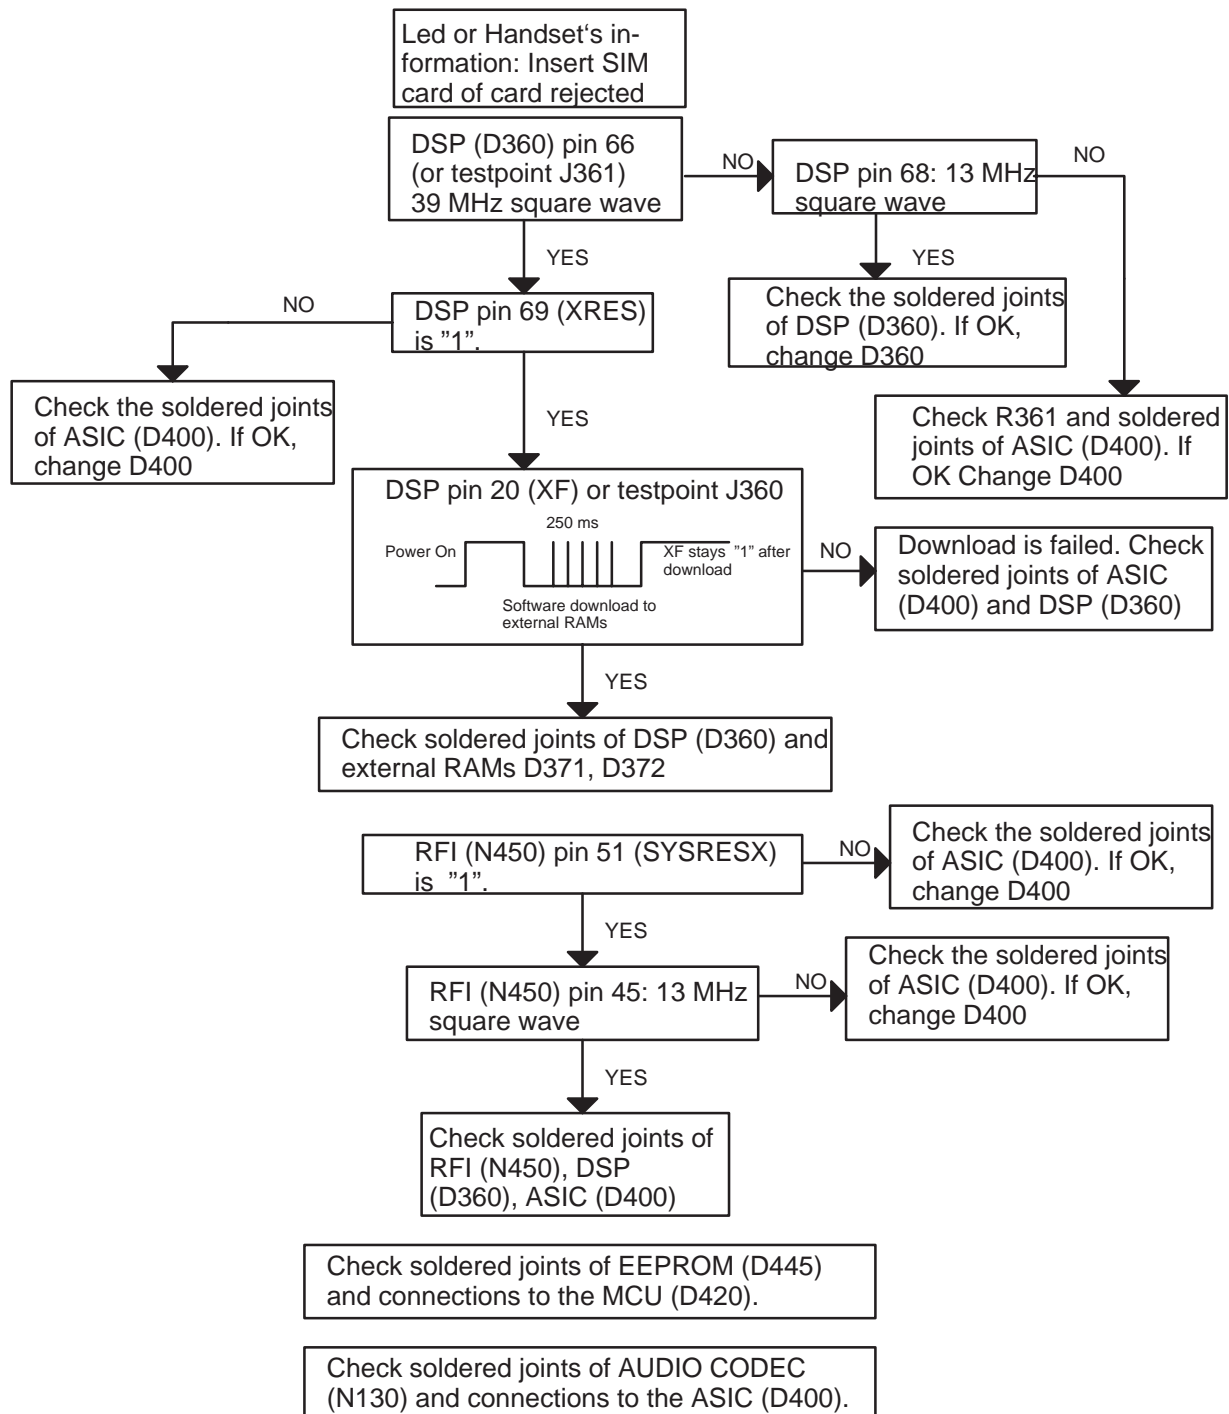 Led or Handset‘s in-
formation: Insert SIM
card of card rejected
DSP (D360) pin 66
(or testpoint J361)
39 MHz square wave
NO
DSP pin 68: 13 MHz
square wave
NO
YES
YES
Check the soldered joints
of DSP (D360). If OK,
change D360
NO
DSP pin 69 (XRES)
is ”1”.
Check the soldered joints
of ASIC (D400). If OK,
change D400
YES
Check R361 and soldered
joints of ASIC (D400). If
OK Change D400
DSP pin 20 (XF) or testpoint J360
250 ms
Power On
XF stays ”1” after
download
Software download to
external RAMs
NO
Download is failed. Check
soldered joints of ASIC
(D400) and DSP (D360)
YES
Check soldered joints of DSP (D360) and
external RAMs D371, D372
RFI (N450) pin 51 (SYSRESX)
is ”1”.
NO
Check the soldered joints
of ASIC (D400). If OK,
change D400
YES
RFI (N450) pin 45: 13 MHz
square wave
NO
Check the soldered joints
of ASIC (D400). If OK,
change D400
YES
Check soldered joints of
RFI (N450), DSP
(D360), ASIC (D400)
Check soldered joints of EEPROM (D445)
and connections to the MCU (D420).
Check soldered joints of AUDIO CODEC
(N130) and connections to the ASIC (D400).